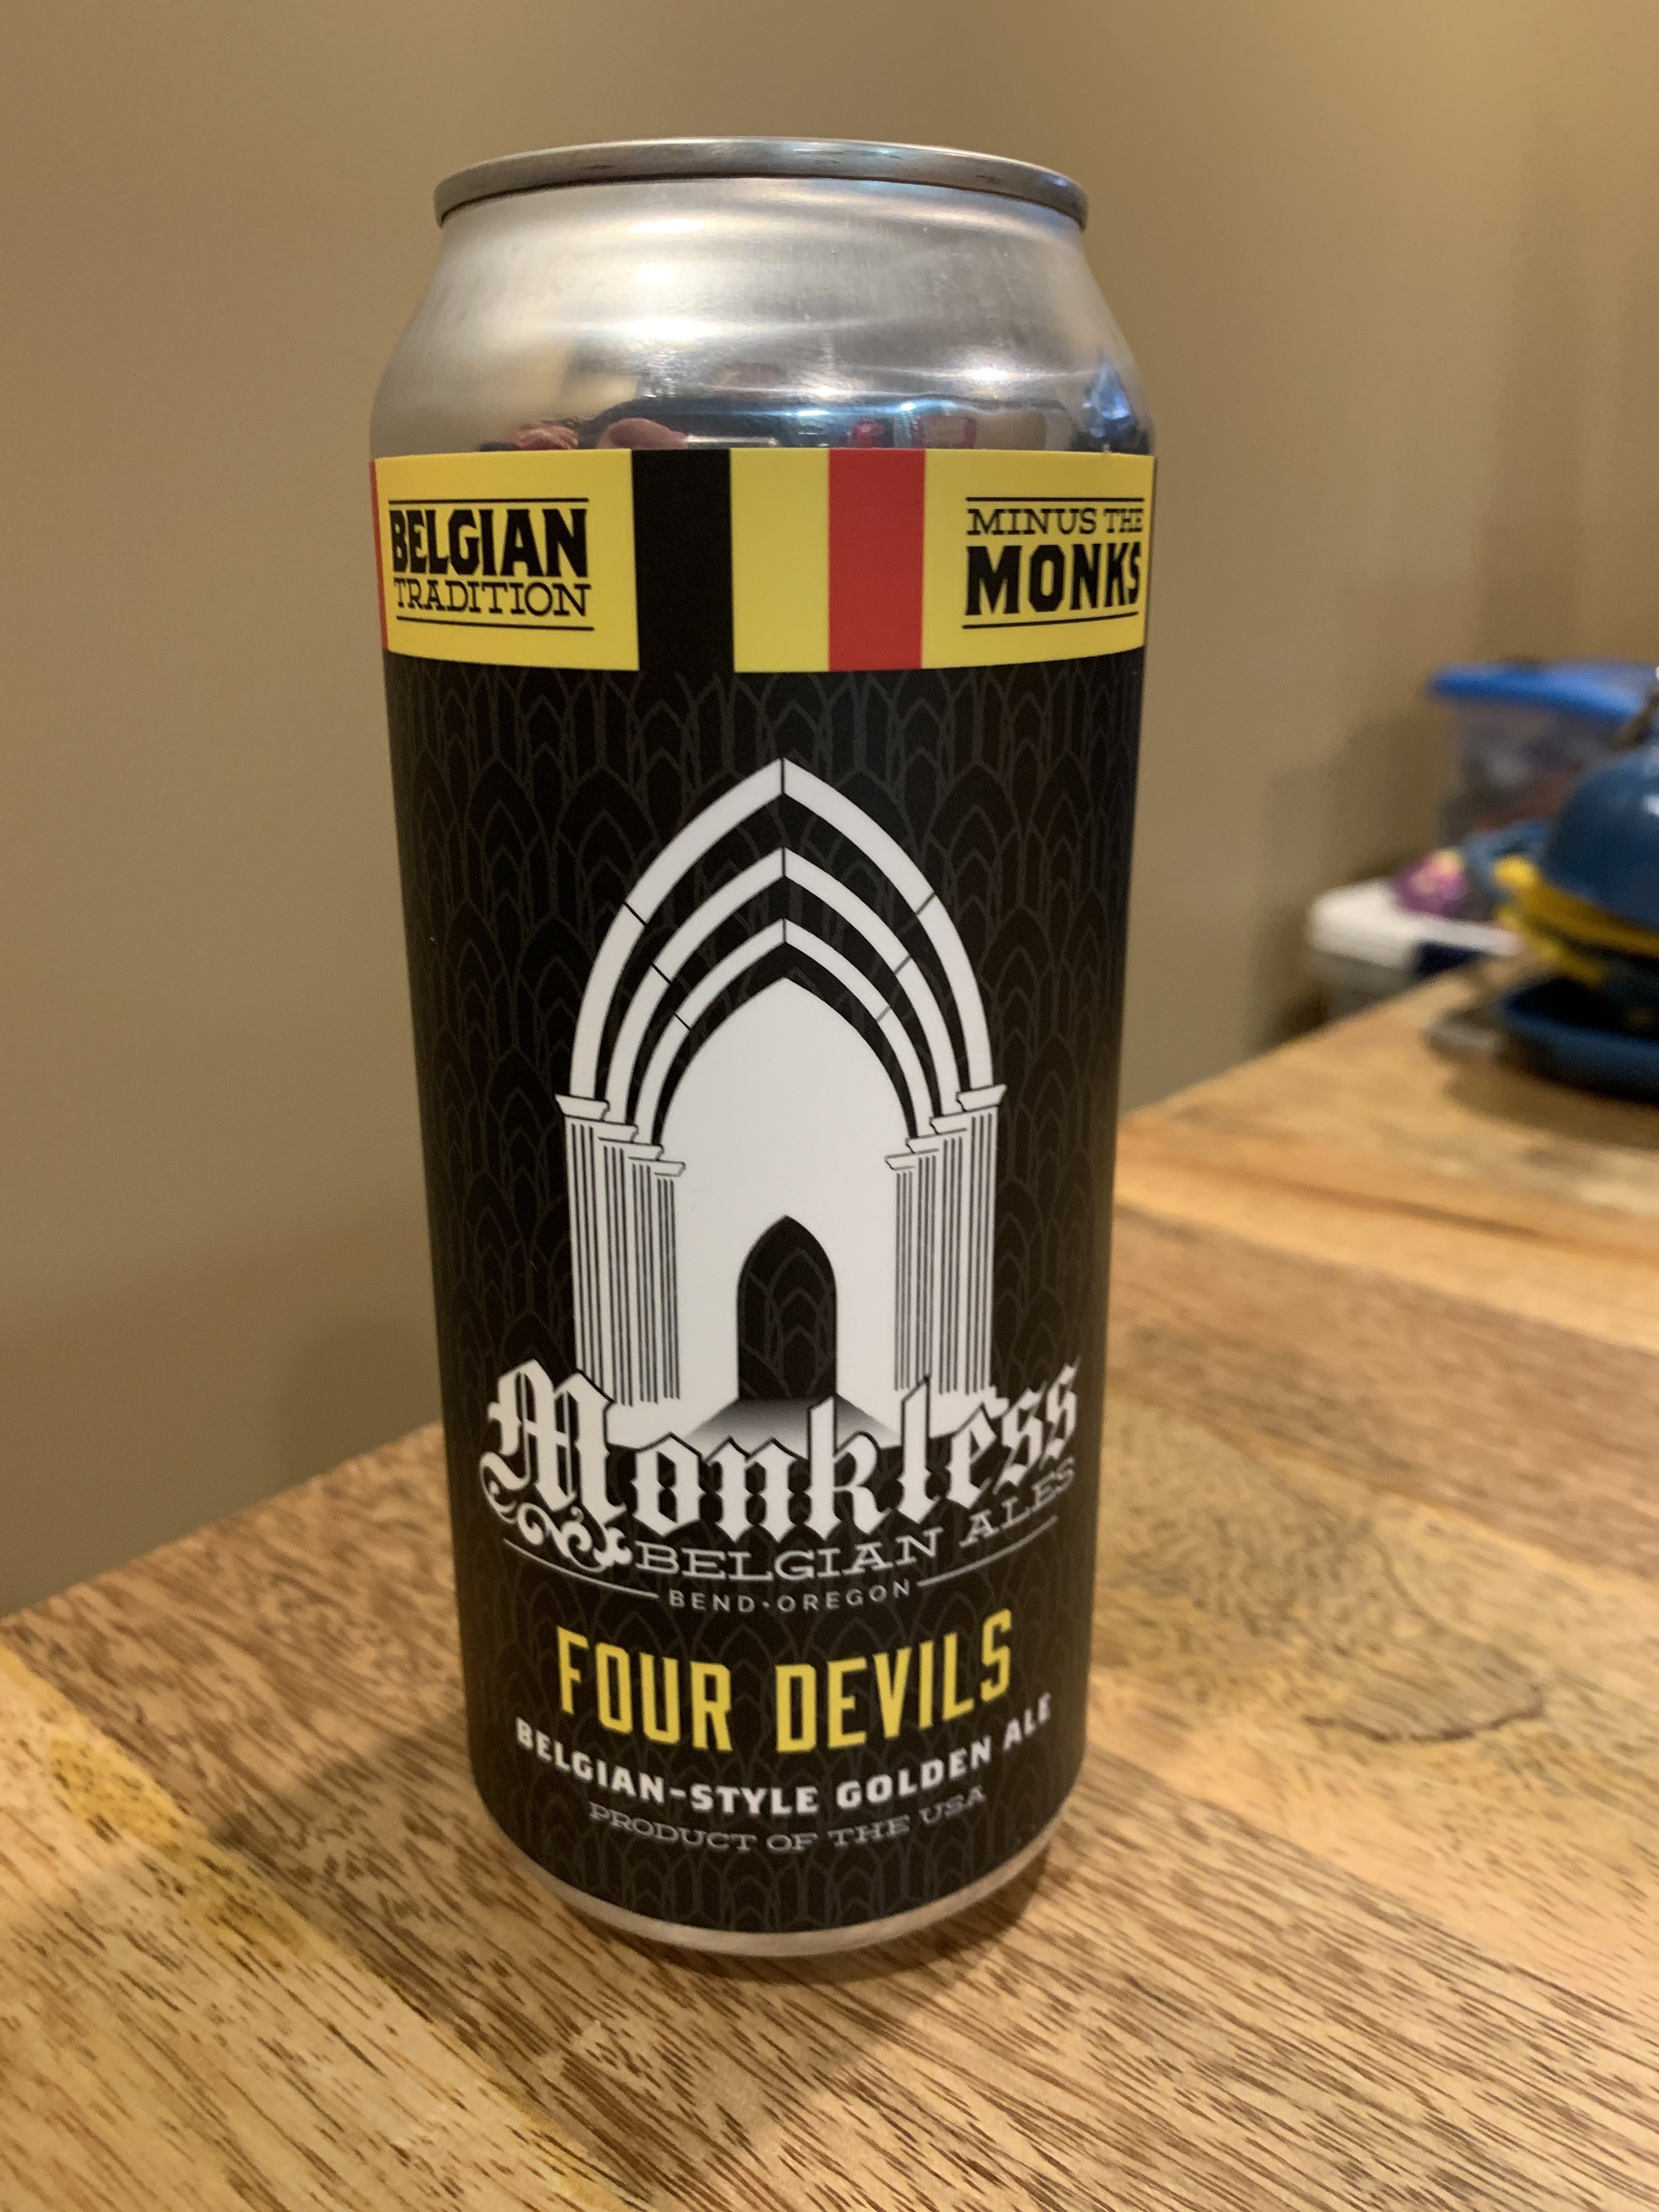 BELGIAN
TRADITION
MINUS THE
MONKS
Monkless
BELGIAN ALES
BEND·OREGON
FOUR DEVILS
BELGIAN-STYLE GOLDEN ALE
PRODUCT OF THE USA